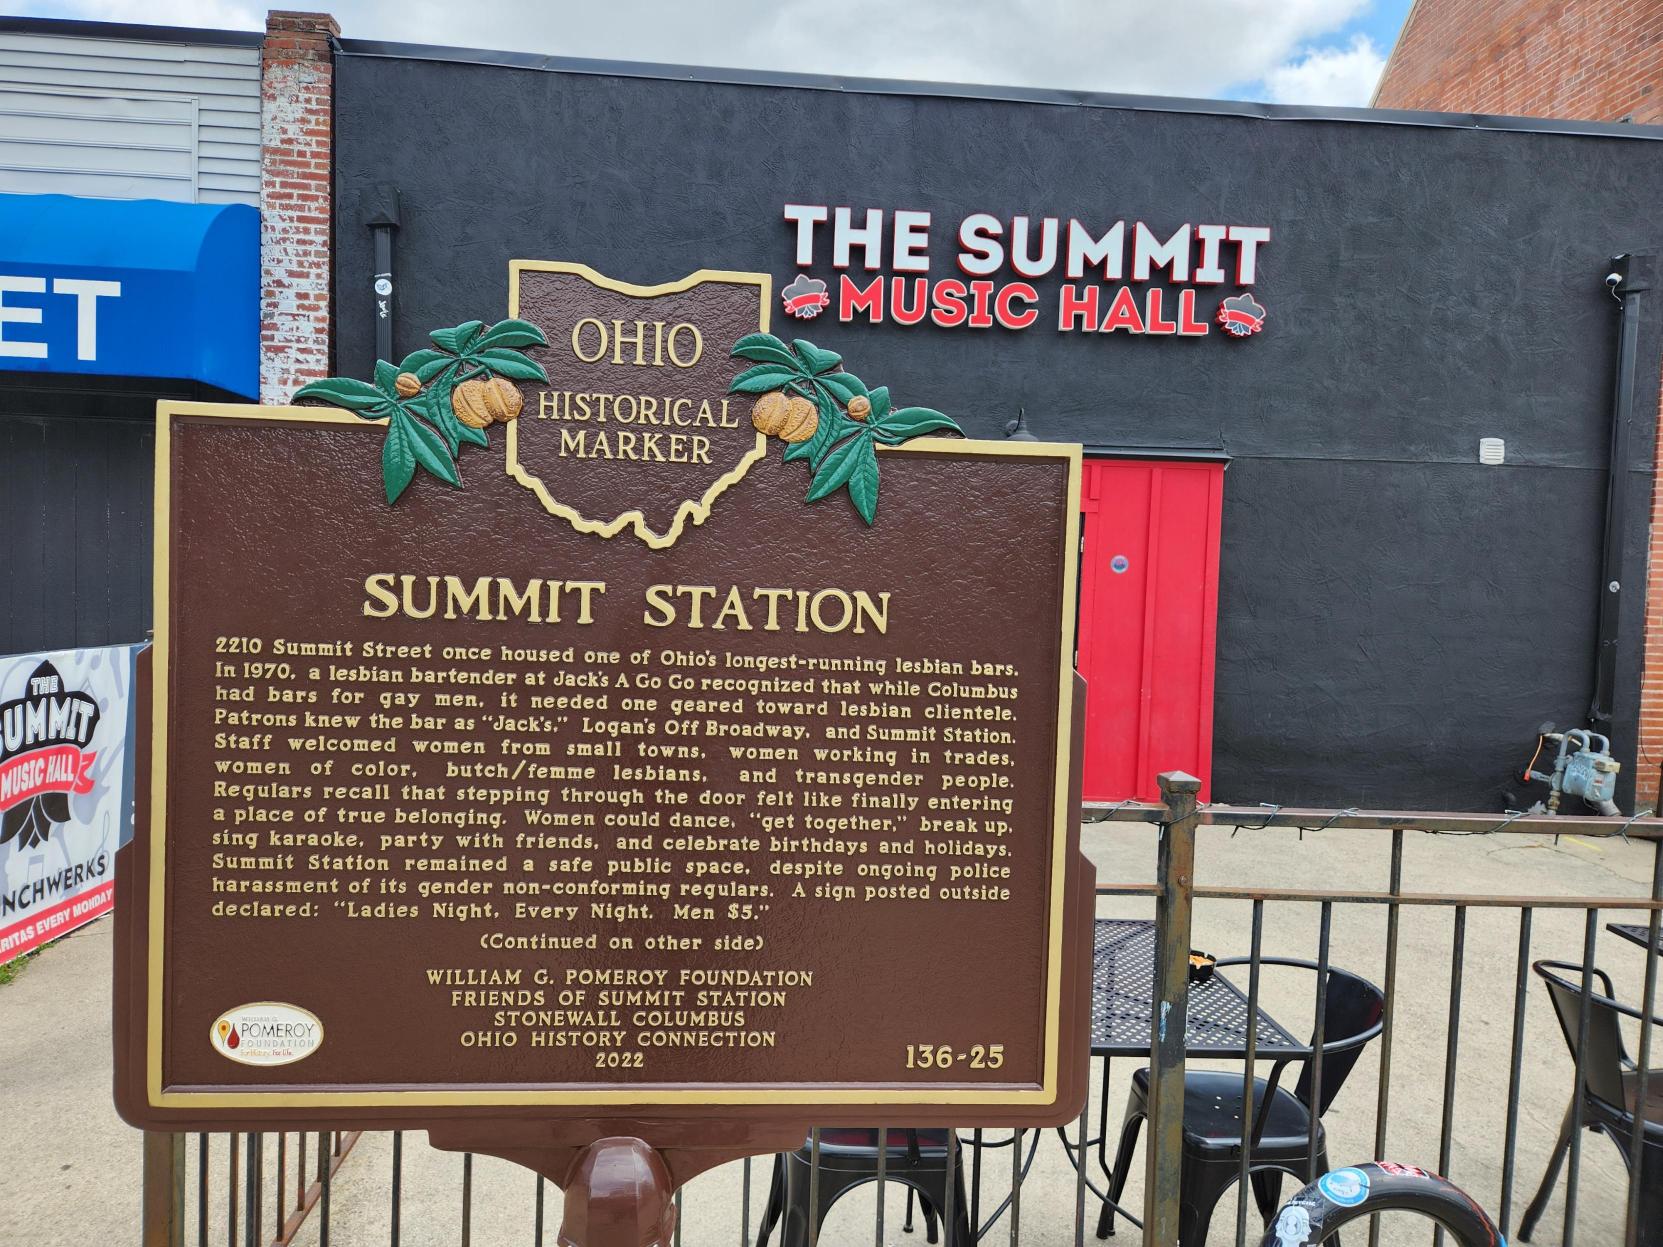 THE SUMMIT
MUSIC HALL
ET
OHIO
HISTORICAL
MARKER
SUMMIT STATION
2210 Summit Street once housed one of Ohio's longest-running lesbian bars.
In 1970, a lesbian bartender at Jack's A Go Go recognized that while Columbus
had bars for gay men, it needed one geared toward lesbian clientele.
Patrons knew the bar as "Jack's," Logan's Off Broadway, and Summit Station.
Staff welcomed women from small towns, women working in trades,
women of color, butch/femme lesbians, and transgender people.
Regulars recall that stepping through the door felt like finally entering
a place of true belonging. Women could dance, "get together," break up,
sing karaoke, party with friends, and celebrate birthdays and holidays.
Summit Station remained a safe public space, despite ongoing police
harassment of its gender non-conforming regulars. A sign posted outside
declared: "Ladies Night, Every Night. Men $5."
(Continued on other side)
WILLIAM G. POMEROY FOUNDATION
FRIENDS OF SUMMIT STATION
STONEWALL COLUMBUS
OHIO HISTORY CONNECTION
2022
136-25
WILLIAM G.
POMEROY
FOUNDATION
For History. For Life.
THE
SUMMIT
MUSIC HALL
NCHWERKS
RITAS EVERY MONDAY